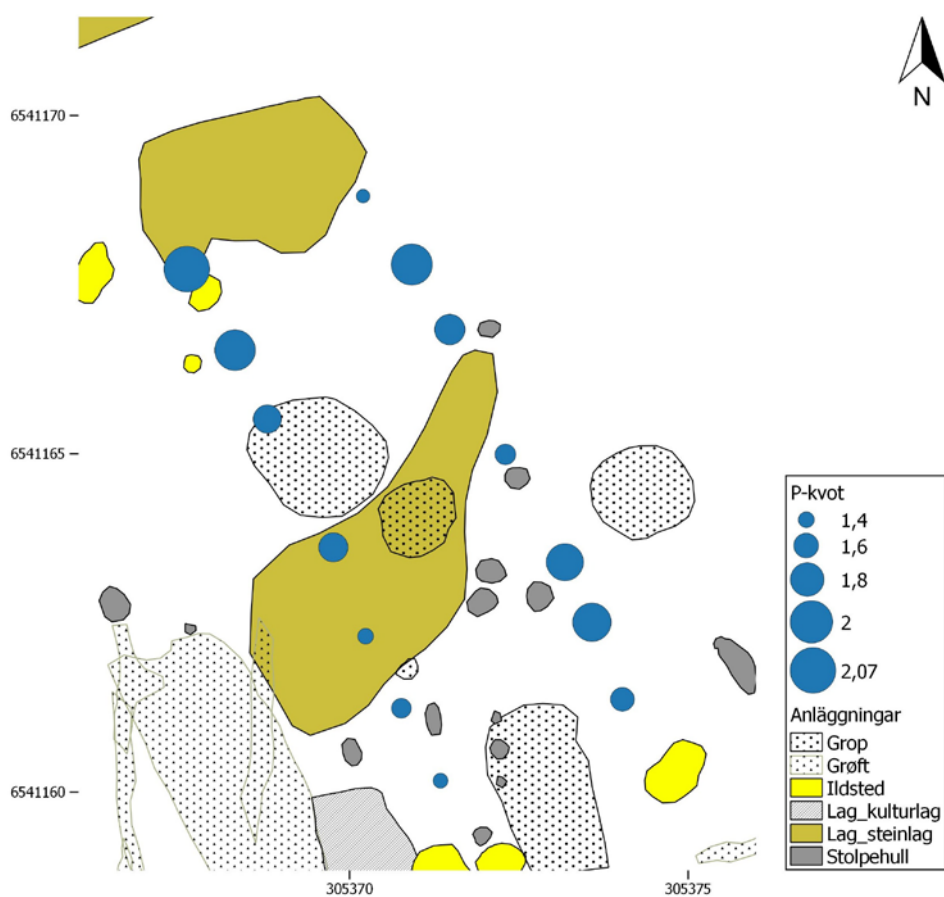 N
6541170
6541165
6541160
305370
305375
P-kvot
1,4
1,6
1,8
2
2,07
Anläggningar
Grop
Grøft
Ildsted
Lag_kulturlag
Lag_steinlag
Stolpehull